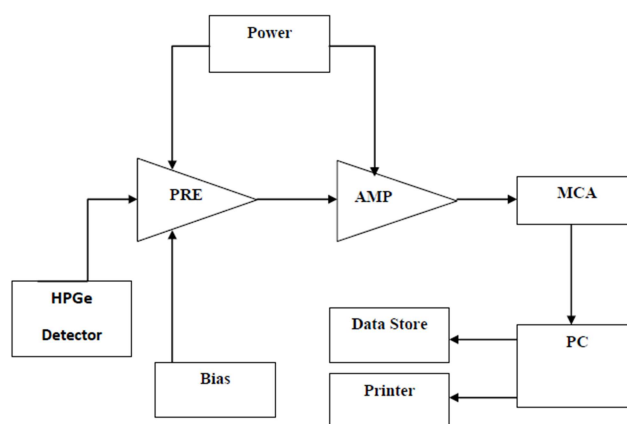 Power
PRE
AMP
MCA
HPGe
Detector
Bias
Data Store
PC
Printer